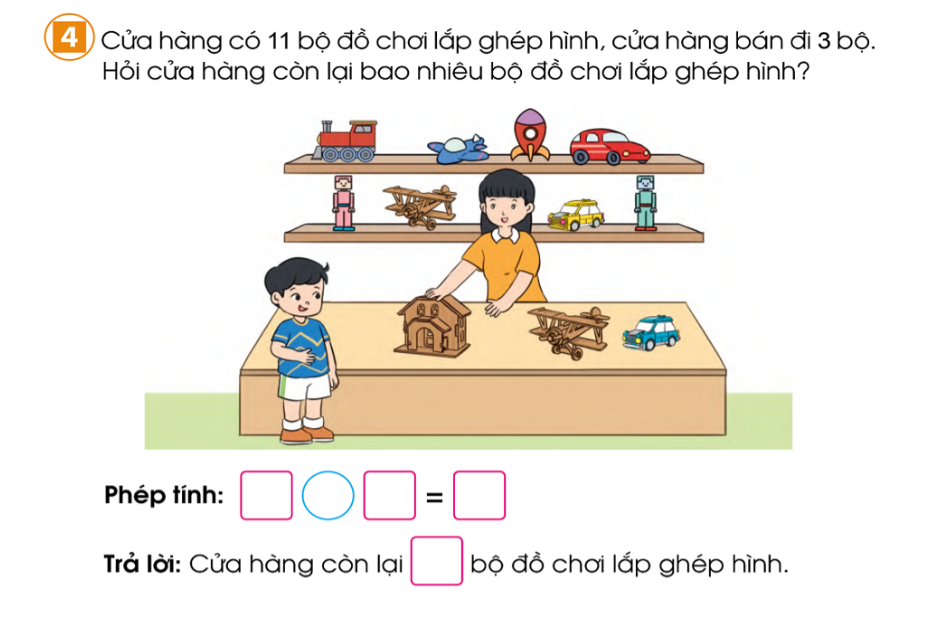 4 Cửa hàng có 11 bộ đồ chơi lắp ghép hình, cửa hàng bán đi 3 bộ.
Hỏi cửa hàng còn lại bao nhiêu bộ đồ chơi lắp ghép hình?
Phép tính: =
Trả lời: Cửa hàng còn lại bộ đồ chơi lắp ghép hình.